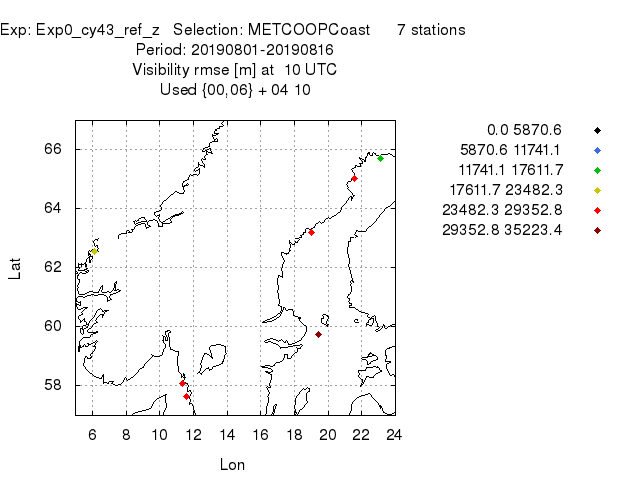 Exp: Exp0_cy43_ref_z   Selection: METCOOPCoast      7 stations
Period: 20190801-20190816
Visibility rmse [m] at  10 UTC
Used {00,06} + 04 10
0.0 5870.6
5870.6 11741.1
11741.1 17611.7
17611.7 23482.3
23482.3 29352.8
29352.8 35223.4
Lat
66
64
62
60
58
6 8 10 12 14 16 18 20 22 24
Lon